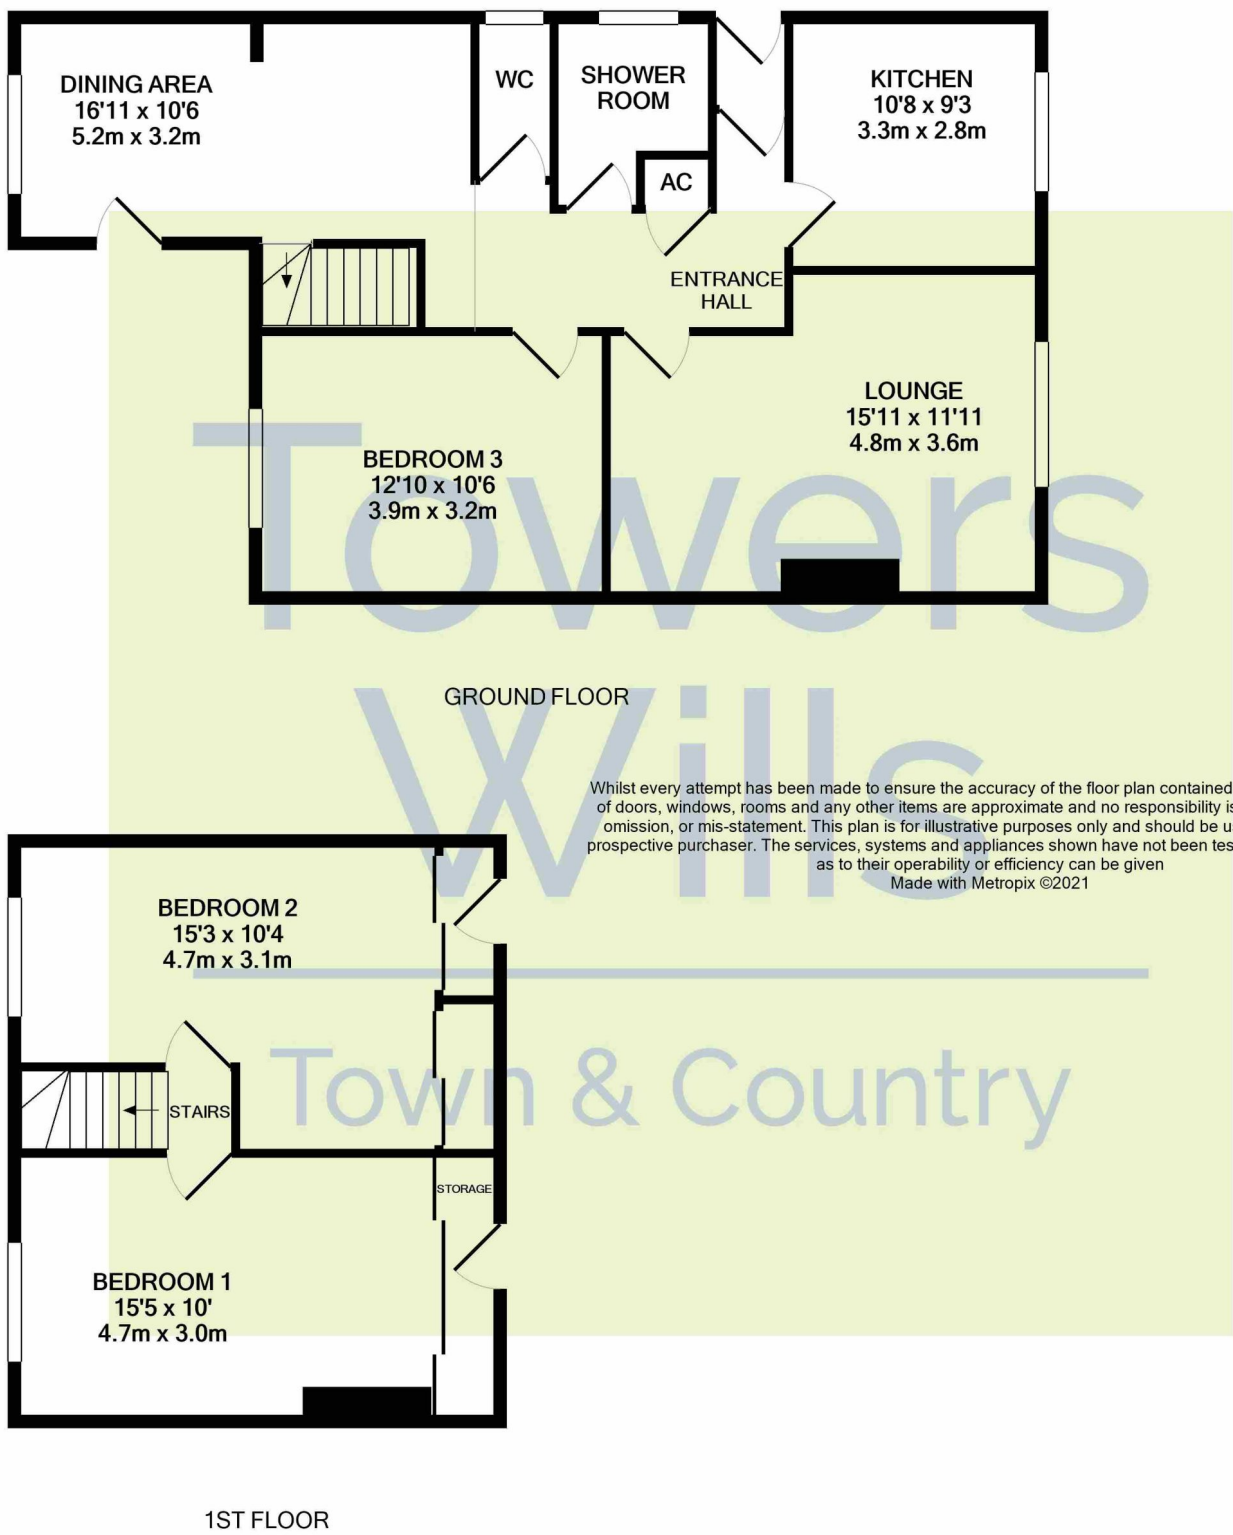 DINING AREA
16'11 x 10'6
5.2m x 3.2m
WC
SHOWER
ROOM
AC
KITCHEN
10'8 x 9'3
3.3m x 2.8m
ENTRANCE
HALL
LOUNGE
15'11 x 11'11
4.8m x 3.6m
BEDROOM 3
12'10 x 10'6
3.9m x 3.2m
Towers
Wills
Town & Country
GROUND FLOOR
Whilst every attempt has been made to ensure the accuracy of the floor plan contained
of doors, windows, rooms and any other items are approximate and no responsibility is
omission, or mis-statement. This plan is for illustrative purposes only and should be
prospective purchaser. The services, systems and appliances shown have not been
as to their operability or efficiency can be given
Made with Metropix ©2021
BEDROOM 2
15'3 x 10'4
4.7m x 3.1m
STAIRS
STORAGE
BEDROOM 1
15'5 x 10'
4.7m x 3.0m
1ST FLOOR